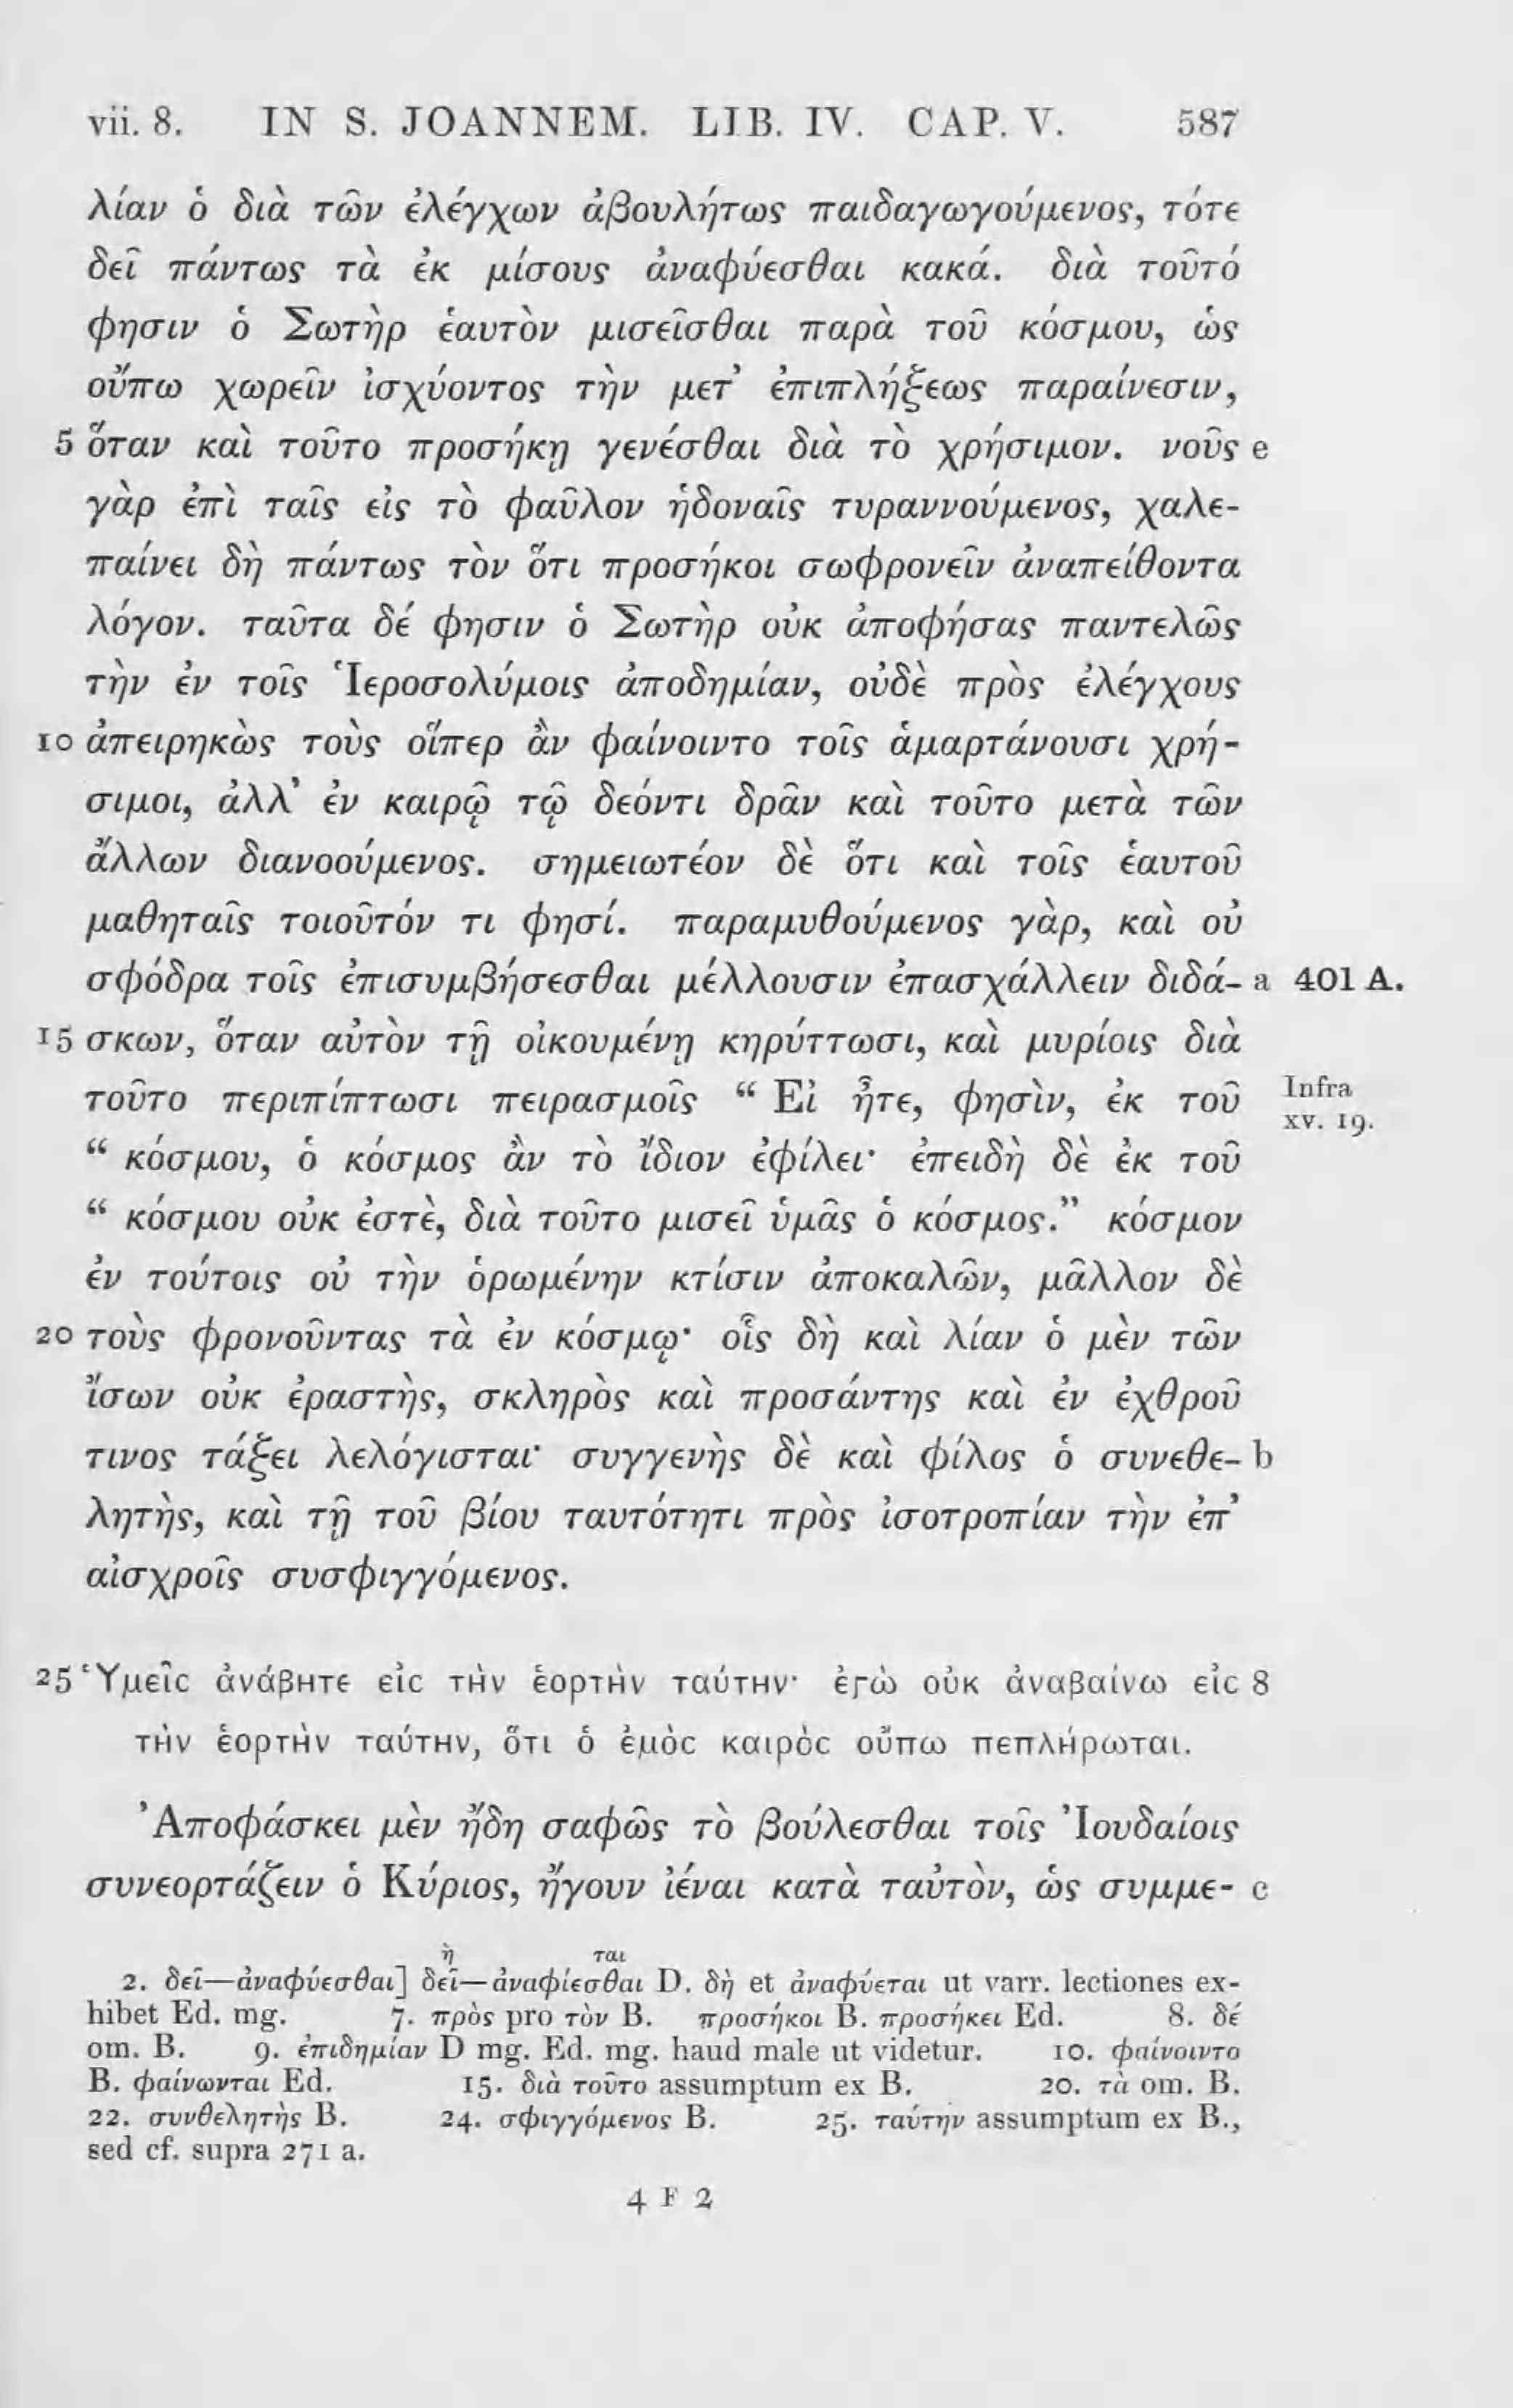 vii. 8. IN S. JOANNEM. LIB. IV. CAP. V. 587
λίαν ὁ διὰ τῶν ἐλέγχων ἀβουλήτως παιδαγωγούμενος, τότε
δεῖ πάντως τὰ ἐκ μίσους ἀναφύεσθαι κακά. διὰ τοῦτό
φησιν ὁ Σωτὴρ ἑαυτὸν μισεῖσθαι παρὰ τοῦ κόσμου, ὡς
οὔπω χωρεῖν ἰσχύοντος τὴν μετ’ ἐπιπλήξεως παραίνεσιν,
5 ὅταν καὶ τοῦτο προσήκῃ γενέσθαι διὰ τὸ χρήσιμον. νοῦς e
γὰρ ἐπὶ ταῖς εἰς τὸ φαῦλον ἡδοναῖς τυραννούμενος, χαλε-
παίνει δὴ πάντως τὸν ὅτι προσήκοι σωφρονεῖν ἀναπείθοντα
λόγον. ταῦτα δέ φησιν ὁ Σωτὴρ οὐκ ἀποφήσας παντελῶς
τὴν ἐν τοῖς Ἱεροσολύμοις ἀποδημίαν, οὐδὲ πρὸς ἐλέγχους
10 ἀπειρηκὼς τοὺς οἵπερ ἂν φαίνοιντο τοῖς ἁμαρτάνουσι χρή-
σιμοι, ἀλλ’ ἐν καιρῷ τῷ δεόντι δρᾶν καὶ τοῦτο μετὰ τῶν
ἄλλων διανοούμενος. σημειωτέον δὲ ὅτι καὶ τοῖς ἑαυτοῦ
μαθηταῖς τοιοῦτόν τι φησί. παραμυθούμενος γὰρ, καὶ οὐ
σφόδρα τοῖς ἐπισυμβήσεσθαι μέλλουσιν ἐπασχάλλειν διδά- a 401 A.
15 σκων, ὅταν αὐτὸν τῇ οἰκουμένῃ κηρύττωσι, καὶ μυρίοις διὰ
τοῦτο περιπίπτωσι πειρασμοῖς “ Εἰ ἦτε, φησὶν, ἐκ τοῦ Infra xv. 19.
“ κόσμου, ὁ κόσμος ἂν τὸ ἴδιον ἐφίλει· ἐπειδὴ δὲ ἐκ τοῦ
“ κόσμου οὐκ ἐστὲ, διὰ τοῦτο μισεῖ ὑμᾶς ὁ κόσμος.” κόσμον
ἐν τούτοις οὐ τὴν ὁρωμένην κτίσιν ἀποκαλῶν, μᾶλλον δὲ
20 τοὺς φρονοῦντας τὰ ἐν κόσμῳ· οἷς δὴ καὶ λίαν ὁ μὲν τῶν
ἴσων οὐκ ἐραστὴς, σκληρὸς καὶ προσάντης καὶ ἐν ἐχθροῦ
τινος τάξει λελόγισται· συγγενὴς δὲ καὶ φίλος ὁ συνεθε- b
λητὴς, καὶ τῇ τοῦ βίου ταυτότητι πρὸς ἰσοτροπίαν τὴν ἐπ’
αἰσχροῖς συσφιγγόμενος.
25 Ὑμεῖς ἀνάβητε εἰς τὴν ἑορτὴν ταύτην· ἐγὼ οὐκ ἀναβαίνω εἰς 8
τὴν ἑορτὴν ταύτην, ὅτι ὁ ἐμὸς καιρὸς οὔπω πεπλήρωται.
Ἀποφάσκει μὲν ἤδη σαφῶς τὸ βούλεσθαι τοῖς Ἰουδαίοις
συνεορτάζειν ὁ Κύριος, ἤγουν ἰέναι κατὰ ταὐτὸν, ὡς συμμε- c
ὴ ται
2. δεῖ—ἀναφύεσθαι] δεῖ—ἀναφίεσθαι D. δὴ et ἀναφύεται ut varr. lectiones ex-
hibet Ed. mg. 7. πρὸς pro τὸν B. προσήκοι B. προσήκει Ed. 8. δέ
om. B. 9. ἐπιδημίαν D mg. Ed. mg. haud male ut videtur. 10. φαίνοιντο
B. φαίνωνται Ed. 15. διὰ τοῦτο assumptum ex B. 20. τὰ om. B.
22. συνθελητὴς B. 24. σφιγγόμενος B. 25. ταύτην assumptum ex B.,
sed cf. supra 271 a.
4 F 2